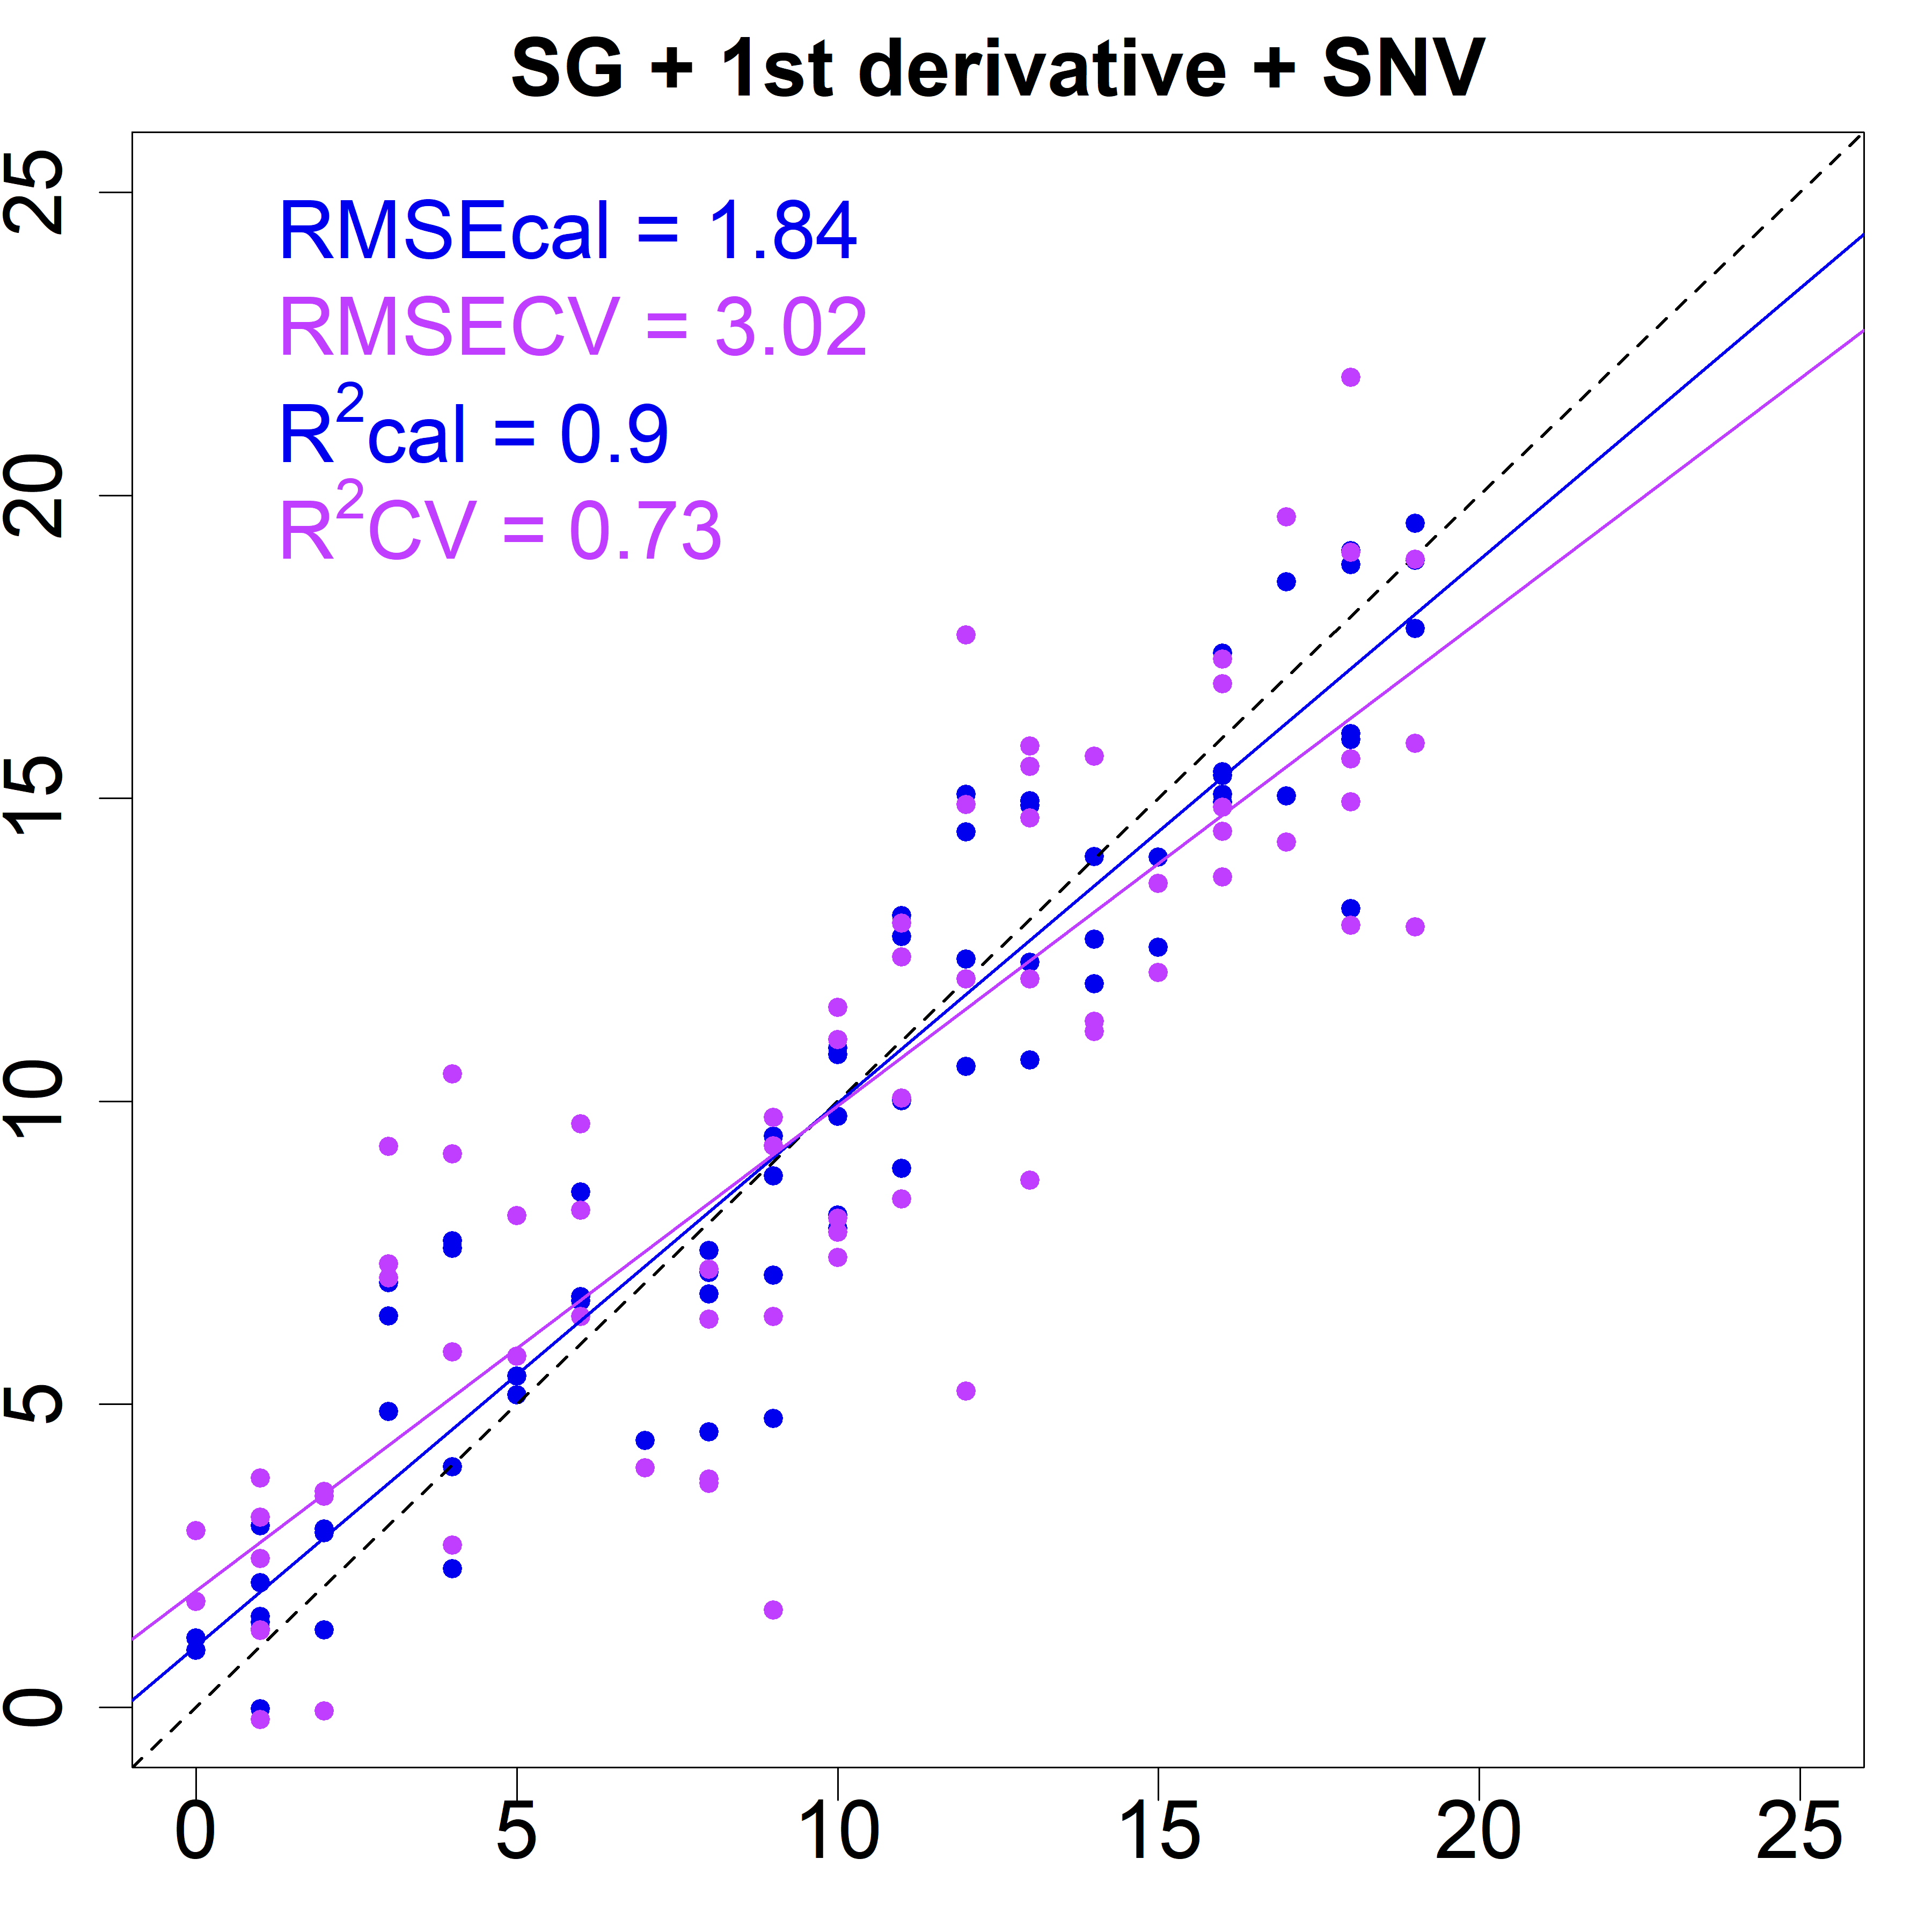 SG + 1st derivative + SNV
RMSEcal = 1.84
RMSECV = 3.02
R²cal = 0.9
R²CV = 0.73
25
20
15
10
5
0
0 5 10 15 20 25